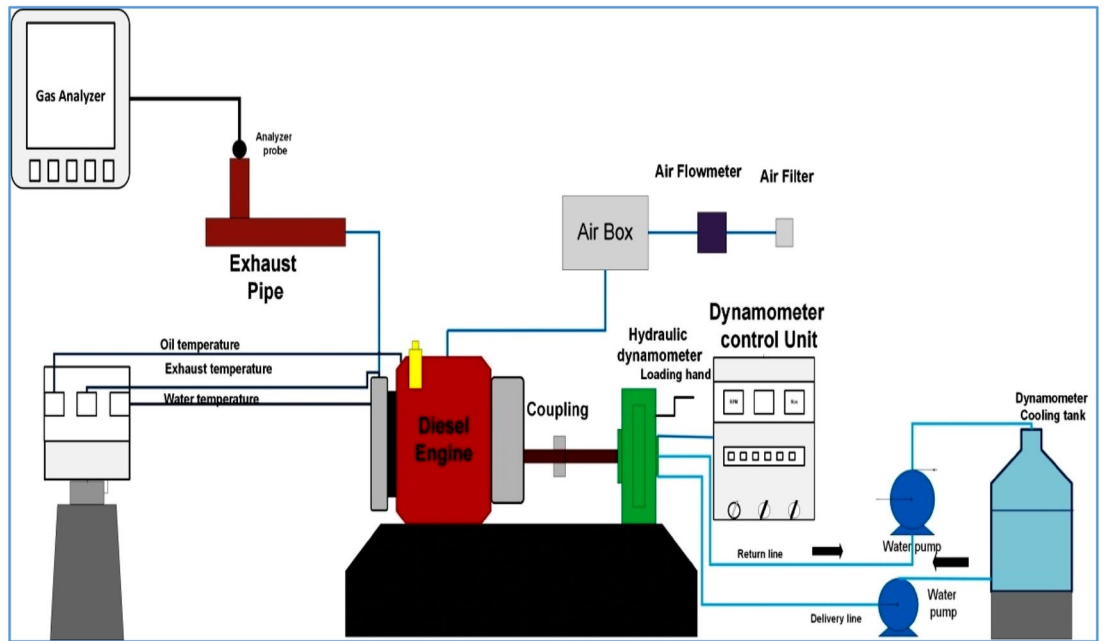 Gas Analyzer
Analyzer
probe
Exhaust
Pipe
Air Flowmeter
Air Filter
Air Box
Oil temperature
Exhaust temperature
Water temperature
Diesel
Engine
Coupling
Hydraulic
dynamometer
Loading hand
Dynamometer
control Unit
RPM
Dynamometer
Cooling tank
Return line
Water pump
Delivery line
Water
pump